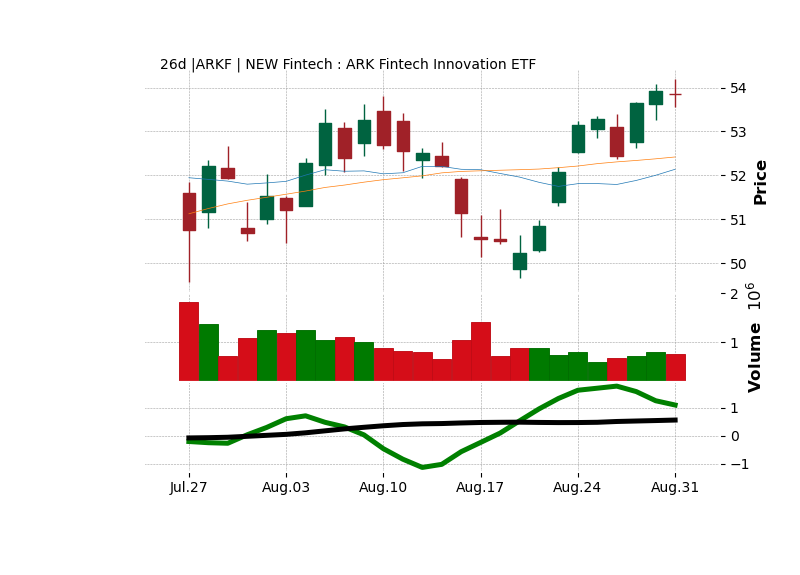 26d |ARKF | NEW Fintech : ARK Fintech Innovation ETF
54
53
52
51
50
Price
2
1
Volume 10^6
1
0
−1
Jul.27 Aug.03 Aug.10 Aug.17 Aug.24 Aug.31